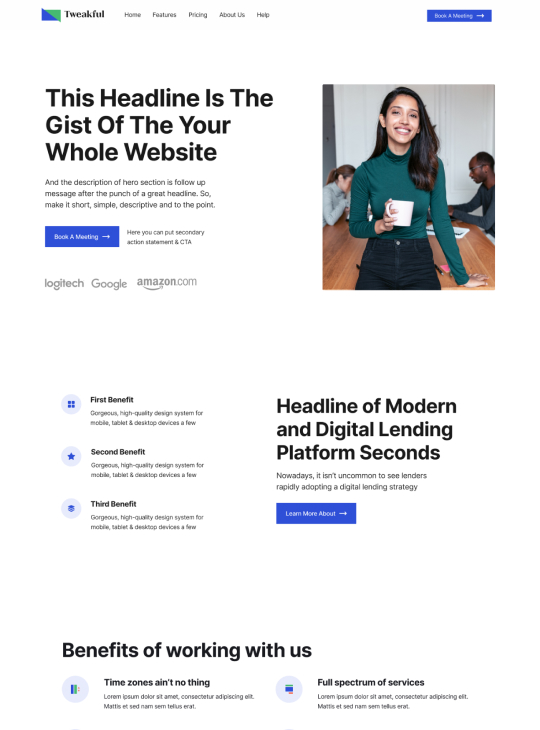 Tweakful
Home Features Pricing About Us Help
Book A Meeting
This Headline Is The
Gist Of The Your
Whole Website
And the description of hero section is follow up
message after the punch of a great headline. So,
make it short, simple, descriptive and to the point.
Book A Meeting
Here you can put secondary
action statement & CTA
logitech Google amazon.com
First Benefit
Gorgeous, high-quality design system for
mobile, tablet & desktop devices a few
Second Benefit
Gorgeous, high-quality design system for
mobile, tablet & desktop devices a few
Third Benefit
Gorgeous, high-quality design system for
mobile, tablet & desktop devices a few
Headline of Modern
and Digital Lending
Platform Seconds
Nowadays, it isn't uncommon to see lenders
rapidly adopting a digital lending strategy
Learn More About
Benefits of working with us
Time zones ain't no thing
Lorem ipsum dolor sit amet, consectetur adipiscing elit.
Mattis et sed nam sem tellus erat.
Full spectrum of services
Lorem ipsum dolor sit amet, consectetur adipiscing elit.
Mattis et sed nam sem tellus erat.